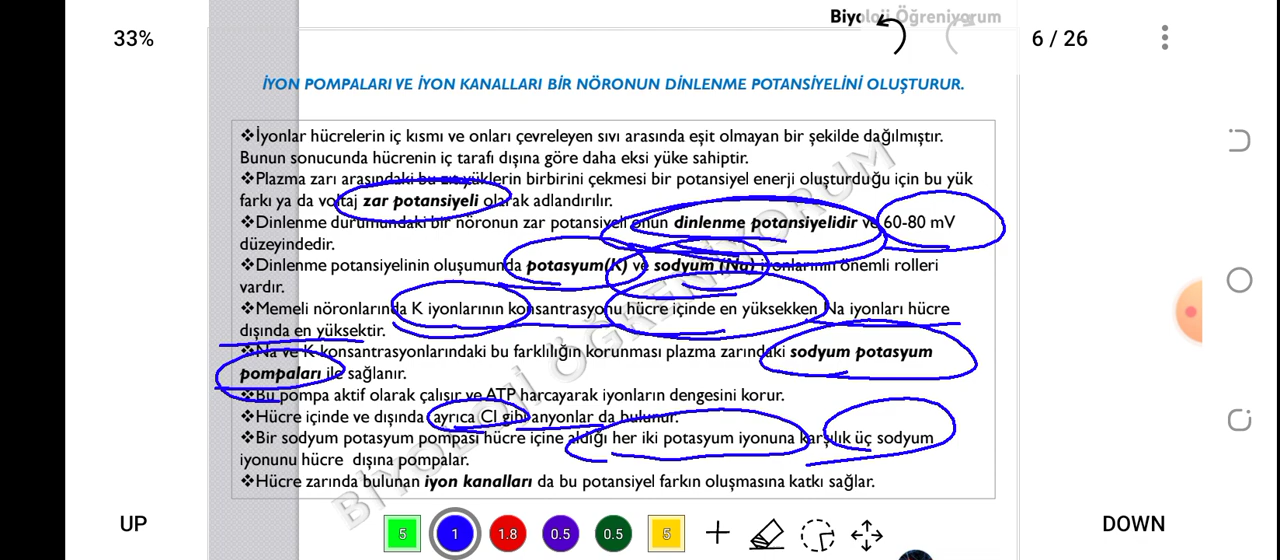 Biyoloji Öğreniyorum
33%
6 / 26
İYON POMPALARI VE İYON KANALLARI BİR NÖRONUN DİNLENME POTANSİYELİNİ OLUŞTURUR.
❖İyonlar hücrelerin iç kısmı ve onları çevreleyen sıvı arasında eşit olmayan bir şekilde dağılmıştır.
Bunun sonucunda hücrenin iç tarafı dışına göre daha eksi yüke sahiptir.
❖Plazma zarı arasındaki bu zıt yüklerin birbirini çekmesi bir potansiyel enerji oluşturduğu için bu yük
farkı ya da voltaj zar potansiyeli olarak adlandırılır.
❖Dinlenme durumundaki bir nöronun zar potansiyeli onun dinlenme potansiyelidir ve 60-80 mV
düzeyindedir.
❖Dinlenme potansiyelinin oluşumunda potasyum(K) ve sodyum (Na) iyonlarının önemli rolleri
vardır.
❖Memeli nöronlarında K iyonlarının konsantrasyonu hücre içinde en yüksekken Na iyonları hücre
dışında en yüksektir.
❖Na ve K konsantrasyonlarındaki bu farklılığın korunması plazma zarındaki sodyum potasyum
pompaları ile sağlanır.
❖Bu pompa aktif olarak çalışır ve ATP harcayarak iyonların dengesini korur.
❖Hücre içinde ve dışında ayrıca Cl gibi anyonlar da bulunur.
❖Bir sodyum potasyum pompası hücre içine aldığı her iki potasyum iyonuna karşılık üç sodyum
iyonunu hücre dışına pompalar.
❖Hücre zarında bulunan iyon kanalları da bu potansiyel farkın oluşmasına katkı sağlar.
BİYOLOJİ ÖĞRENİYORUM
UP
5
1
1.8
0.5
0.5
5
DOWN